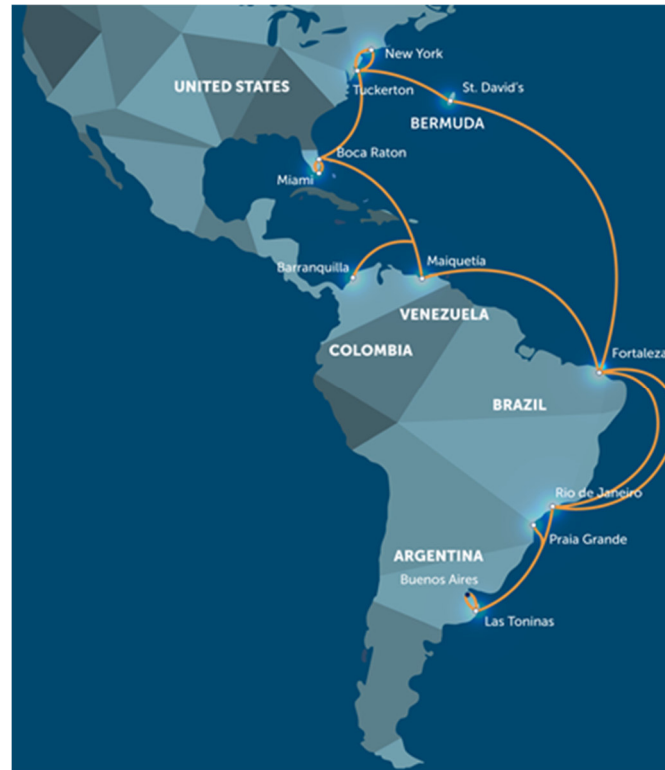 New York
UNITED STATES
Tuckerton
St. David's
BERMUDA
Boca Raton
Miami
Barranquilla
Maiquetía
VENEZUELA
COLOMBIA
Fortaleza
BRAZIL
Rio de Janeiro
Praia Grande
ARGENTINA
Buenos Aires
Las Toninas